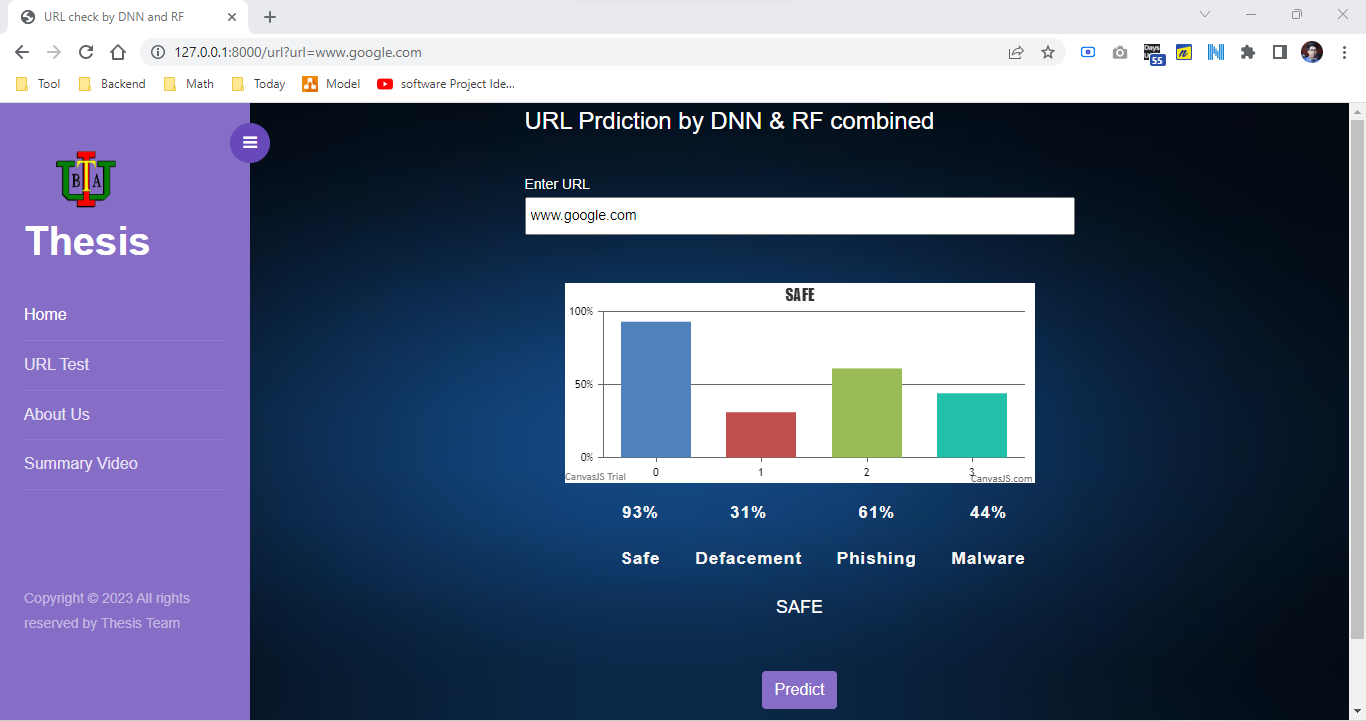 URL check by DNN and RF
127.0.0.1:8000/url?url=www.google.com
Days
55
n
N
Tool Backend Math Today Model software Project Ide...
B A
Thesis
Home
URL Test
About Us
Summary Video
Copyright © 2023 All rights
reserved by Thesis Team
URL Prdiction by DNN & RF combined
Enter URL
www.google.com
SAFE
100%
50%
0%
0 1 2 3
CanvasJS Trial CanvasJS.com
93% 31% 61% 44%
Safe Defacement Phishing Malware
SAFE
Predict